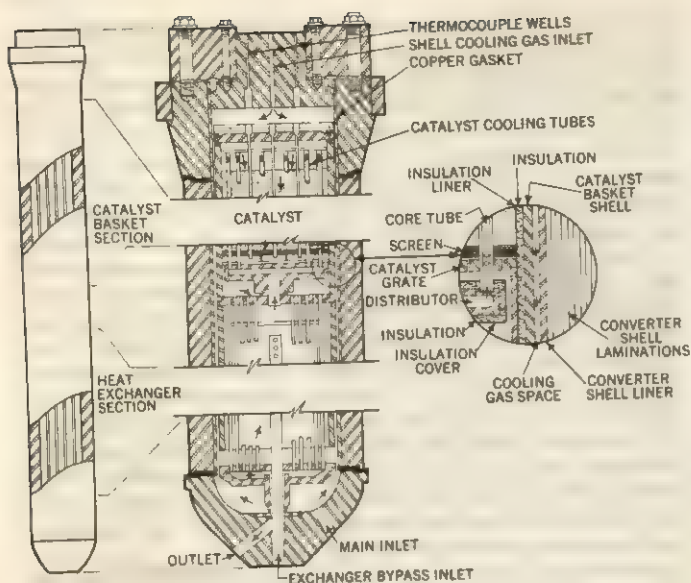 THERMOCOUPLE WELLS
SHELL COOLING GAS INLET
COPPER GASKET
CATALYST COOLING TUBES
CATALYST
BASKET
SECTION
CATALYST
INSULATION
LINER
INSULATION
CATALYST
BASKET
SHELL
CORE TUBE
SCREEN
CATALYST
GRATE
DISTRIBUTOR
INSULATION
INSULATION
COVER
COOLING
GAS SPACE
CONVERTER
SHELL
LAMINATIONS
CONVERTER
SHELL LINER
HEAT
EXCHANGER
SECTION
OUTLET
MAIN INLET
EXCHANGER BYPASS INLET